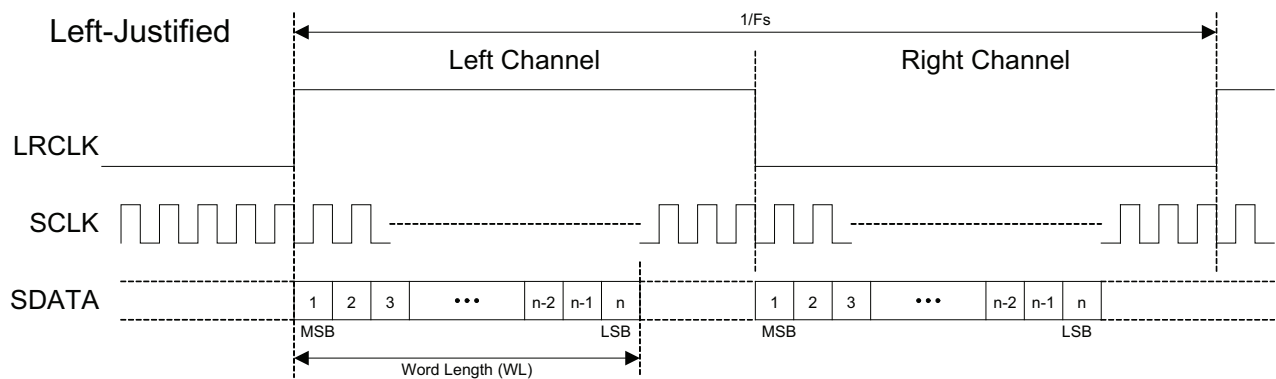 Left-Justified
1/Fs
Left Channel
Right Channel
LRCLK
SCLK
SDATA
1 2 3 ••• n-2 n-1 n 1 2 3 ••• n-2 n-1 n
MSB LSB MSB LSB
Word Length (WL)